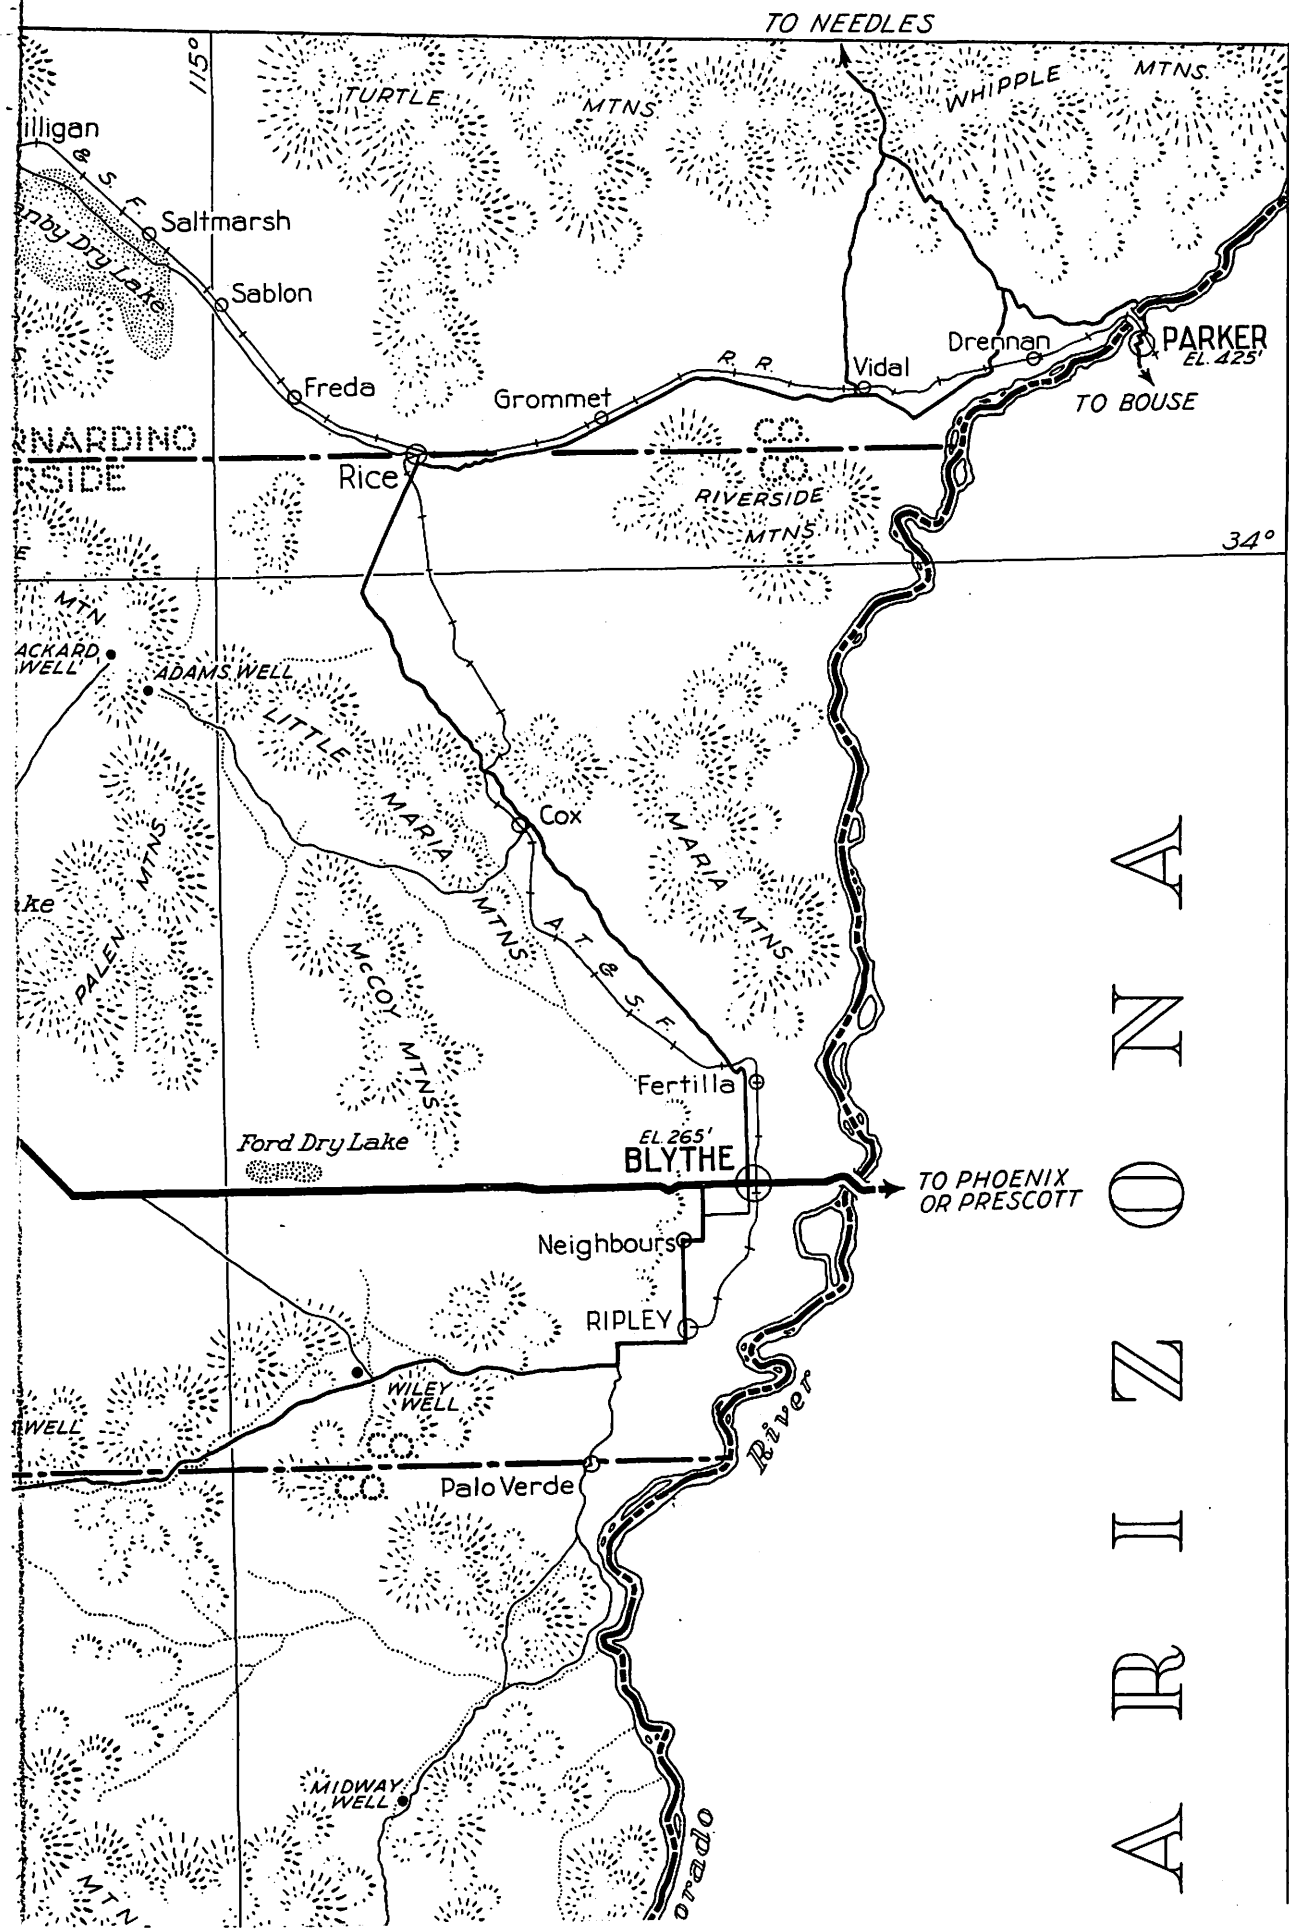 TO NEEDLES
115°
TURTLE
MTNS
WHIPPLE
MTNS.
illigan
& S. F.
Saltmarsh
nby Dry Lake
Sablon
Freda
Grommet
R. R.
Vidal
Drennan
PARKER
EL. 425'
TO BOUSE
RNARDINO
CO.
RSIDE
CO.
Rice
RIVERSIDE
MTNS.
34°
E
MTN
ACKARD
WELL
ADAMS WELL
LITTLE
MARIA
MTNS
Cox
MARIA
MTNS
PALEN
MTNS
ke
McCOY
MTNS
A. T. & S. F.
Fertilla
Ford Dry Lake
EL. 265'
BLYTHE
TO PHOENIX
OR PRESCOTT
Neighbours
RIPLEY
WILEY
WELL
WELL
CO.
CO.
Palo Verde
River
MIDWAY
WELL
MTN
orado
ARIZONA